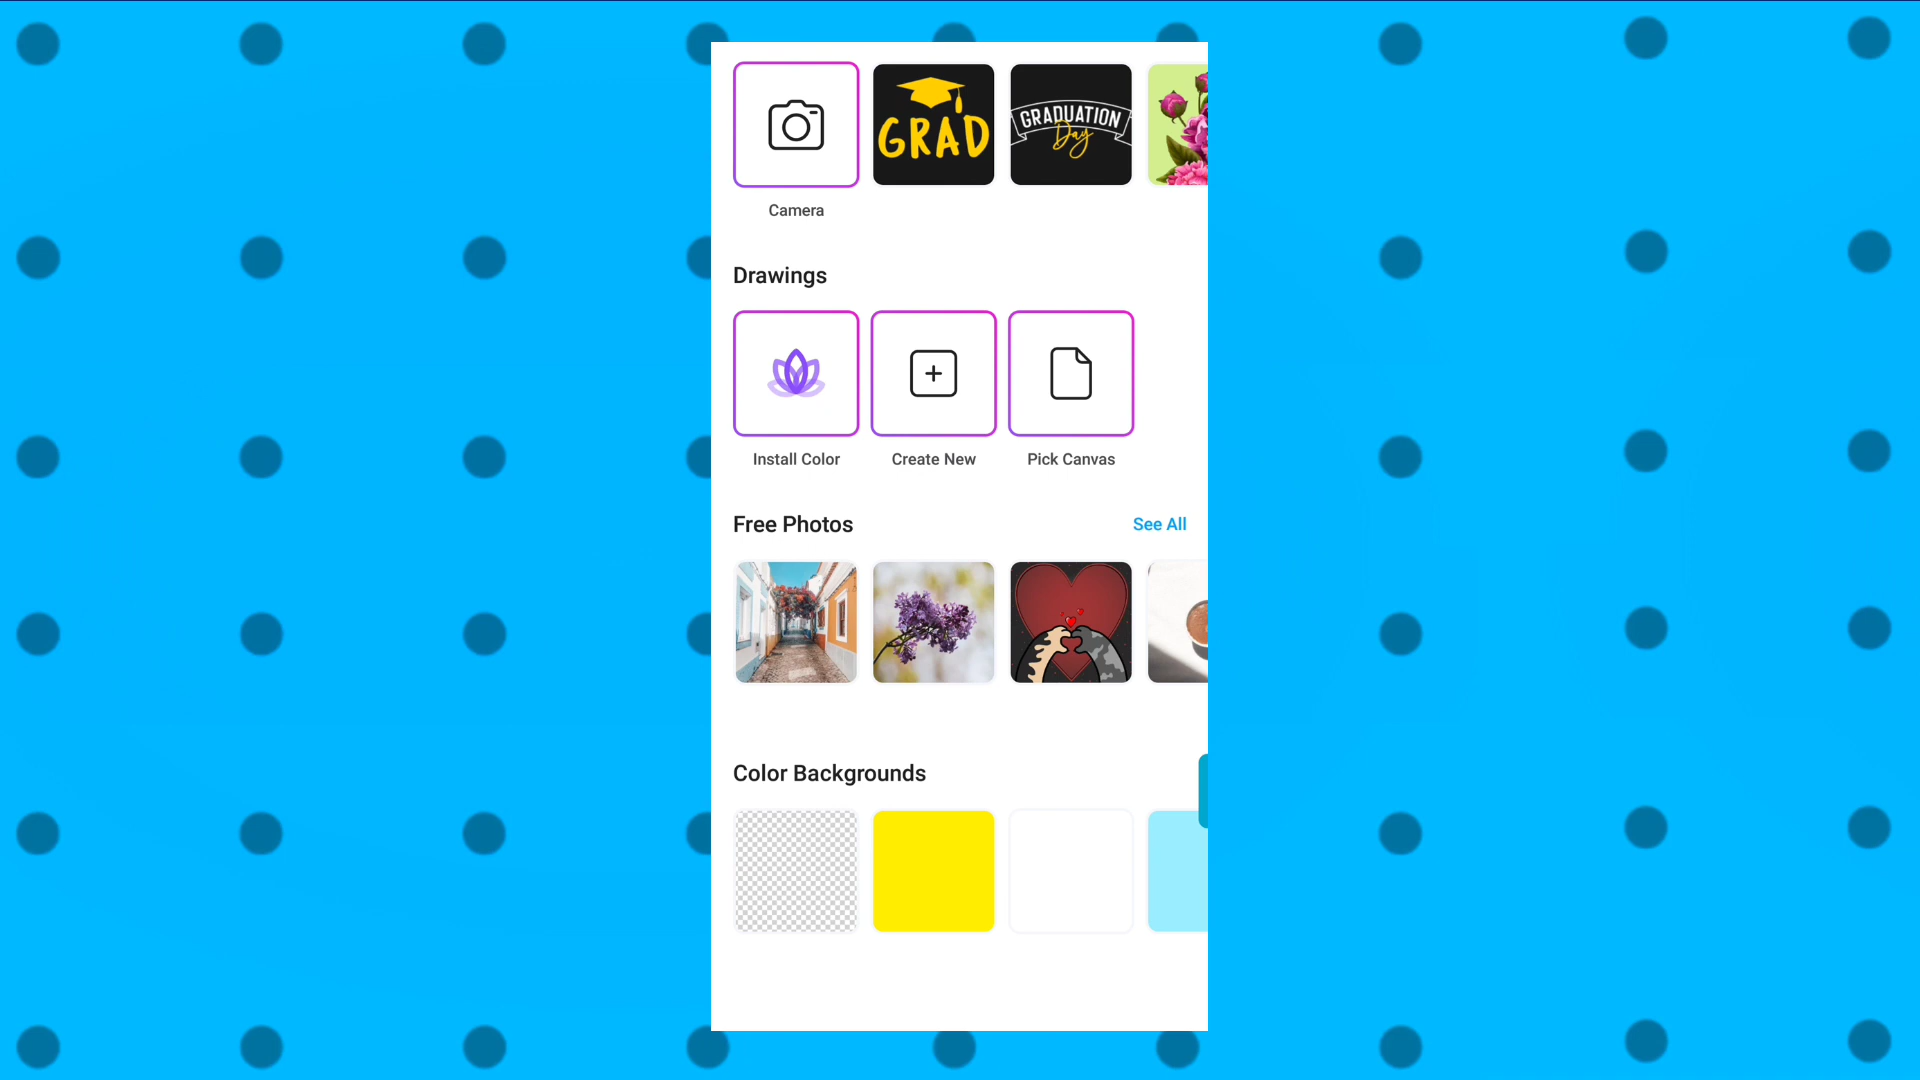 GRAD
GRADUATION
Day
Camera
Drawings
Install Color
Create New
Pick Canvas
Free Photos
See All
Color Backgrounds